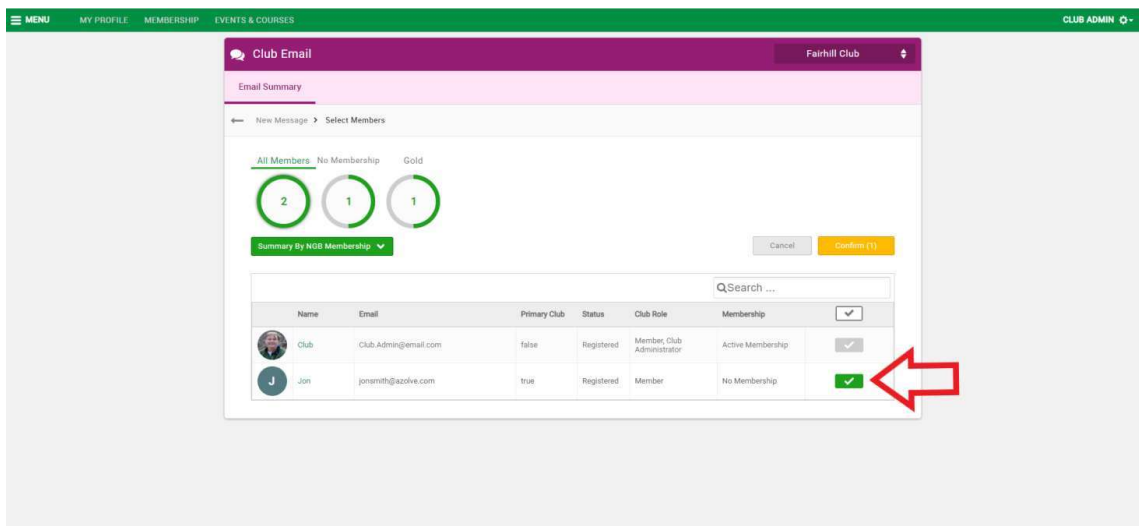 MENU MY PROFILE MEMBERSHIP EVENTS & COURSES CLUB ADMIN
Club Email Fairhill Club
Email Summary
New Message > Select Members
All Members No Membership Gold
2 1 1
Summary By NGB Membership Cancel Confirm (1)
Search ...
Name Email Primary Club Status Club Role Membership
Club Club.Admin@email.com false Registered Member, Club Administrator Active Membership
J Jon jonsmith@azolve.com true Registered Member No Membership